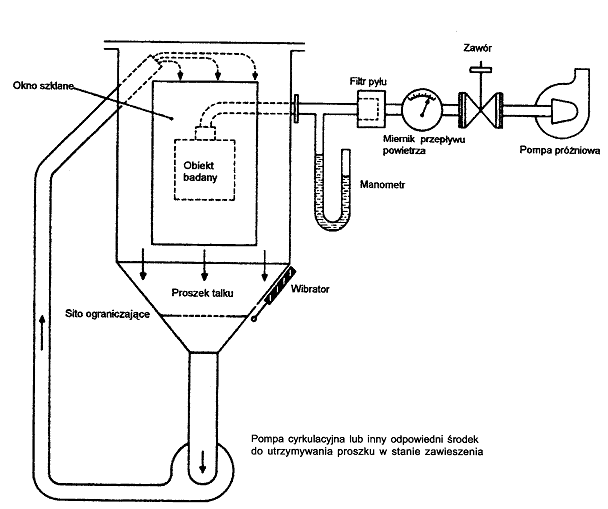 Zawór
Okno szklane
Filtr pyłu
Miernik przepływu
powietrza
Pompa próżniowa
Obiekt
badany
Manometr
Proszek talku
Wibrator
Sito ograniczające
Pompa cyrkulacyjna lub inny odpowiedni środek
do utrzymywania proszku w stanie zawieszenia